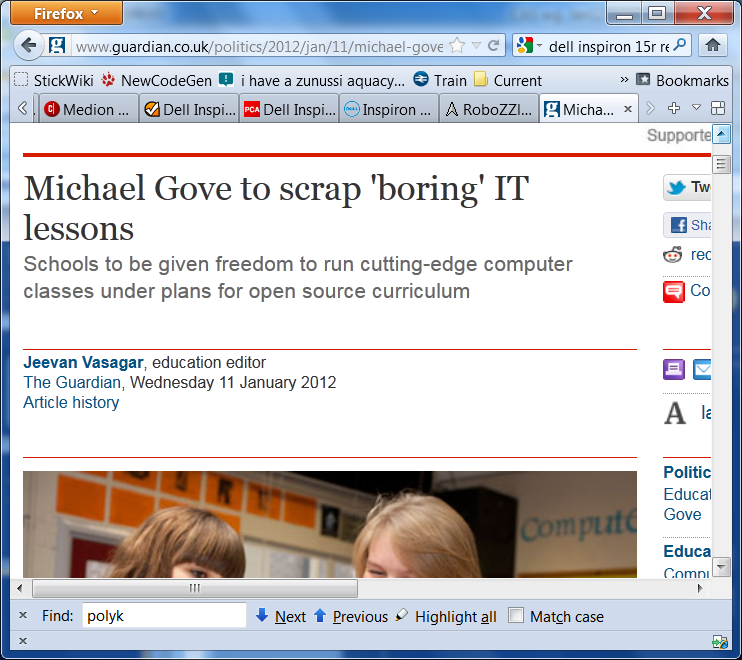 Firefox
www.guardian.co.uk/politics/2012/jan/11/michael-gove
dell inspiron 15r re
StickWiki NewCodeGen i have a zunussi aquacy... Train Current » Bookmarks
Medion ... Dell Inspi... Dell Inspi... Inspiron ... RoboZZl... Micha...
Supporte
Michael Gove to scrap 'boring' IT
lessons
Schools to be given freedom to run cutting-edge computer
classes under plans for open source curriculum
Tw
Sha
red
Co
Jeevan Vasagar, education editor
The Guardian, Wednesday 11 January 2012
Article history
A la
Politic
Educat
Gove
Educa
Compu
Compute
Find: polyk Next Previous Highlight all Match case